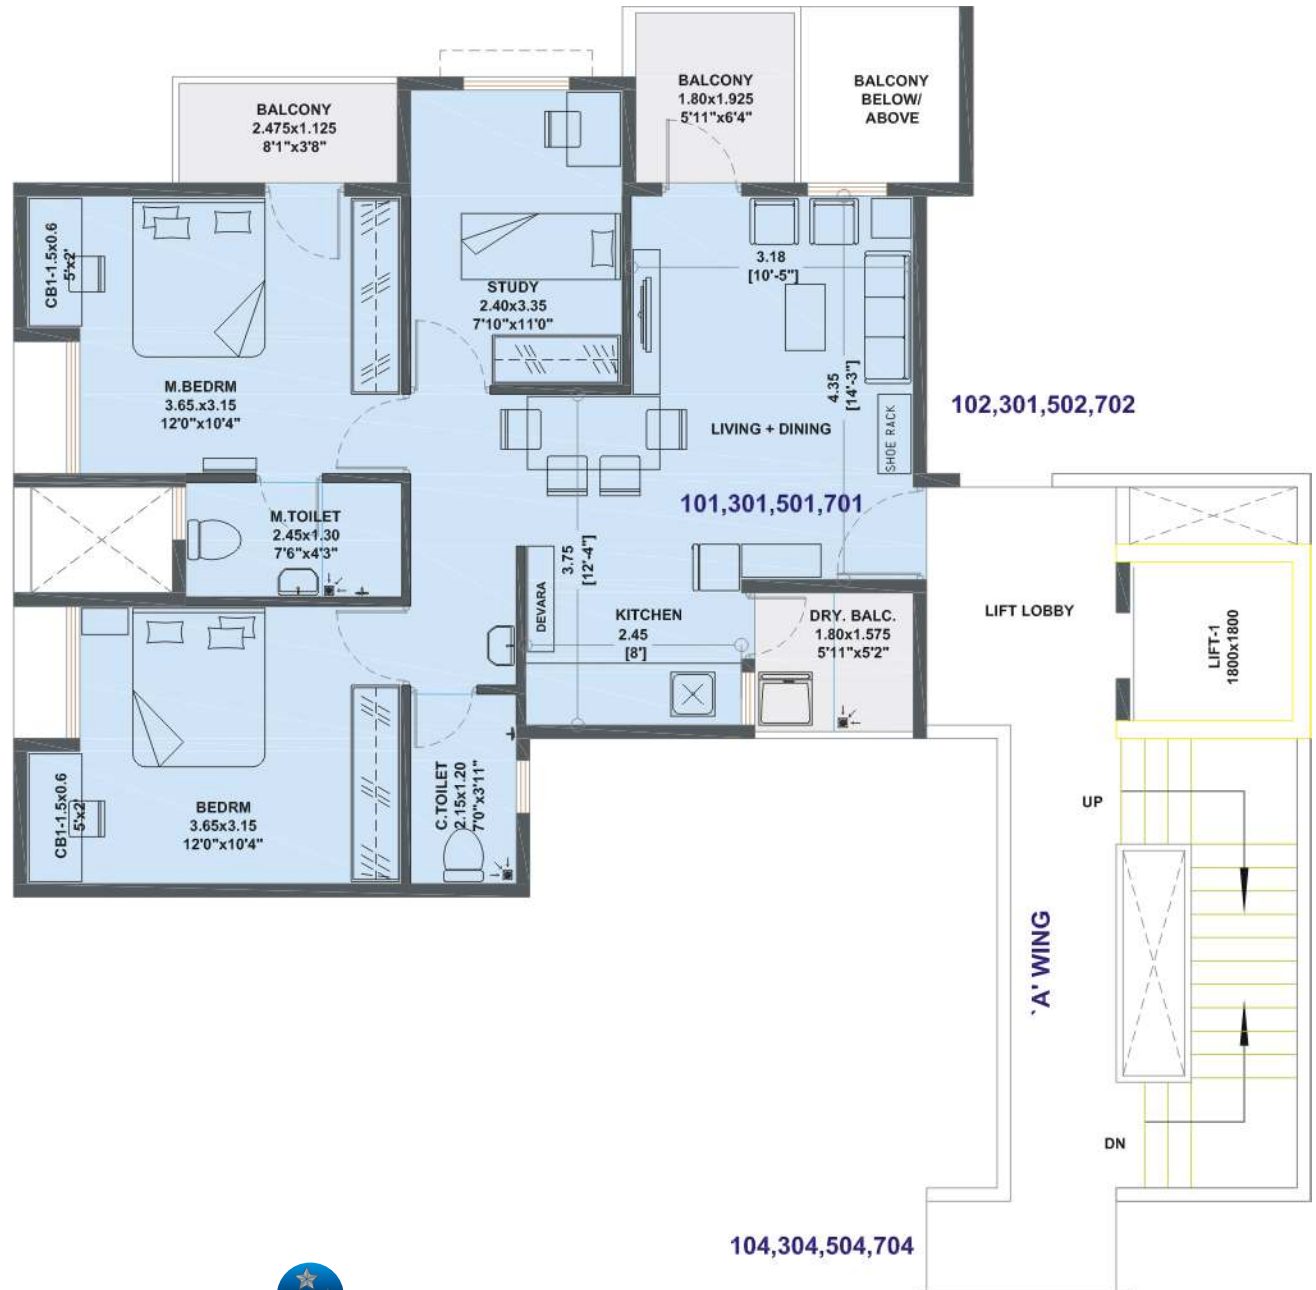 BALCONY
2.475x1.125
8'1"x3'8"
BALCONY
1.80x1.925
5'11"x6'4"
BALCONY
BELOW/
ABOVE
CB1-1.5x0.6
5'x2'
M.BEDRM
3.65.x3.15
12'0"x10'4"
STUDY
2.40x3.35
7'10"x11'0"
3.18
[10'-5"]
4.35
[14'-3"]
LIVING + DINING
SHOE RACK
102,301,502,702
101,301,501,701
M.TOILET
2.45x1.30
7'6"x4'3"
3.75
[12'-4"]
DEVARA
KITCHEN
2.45
[8']
DRY. BALC.
1.80x1.575
5'11"x5'2"
LIFT LOBBY
LIFT-1
1800x1800
CB1-1.5x0.6
5'x2'
BEDRM
3.65x3.15
12'0"x10'4"
C.TOILET
2.15x1.20
7'0"x3'11"
UP
`A' WING
DN
104,304,504,704